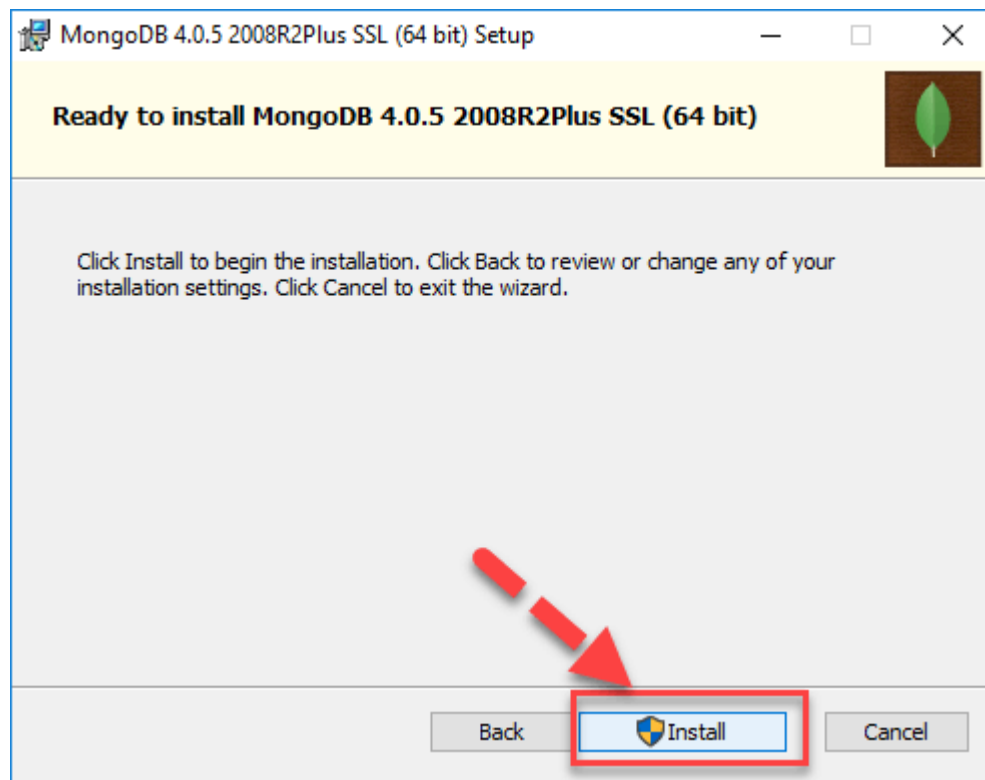 MongoDB 4.0.5 2008R2Plus SSL (64 bit) Setup
Ready to install MongoDB 4.0.5 2008R2Plus SSL (64 bit)
Click Install to begin the installation. Click Back to review or change any of your
installation settings. Click Cancel to exit the wizard.
Back Install Cancel